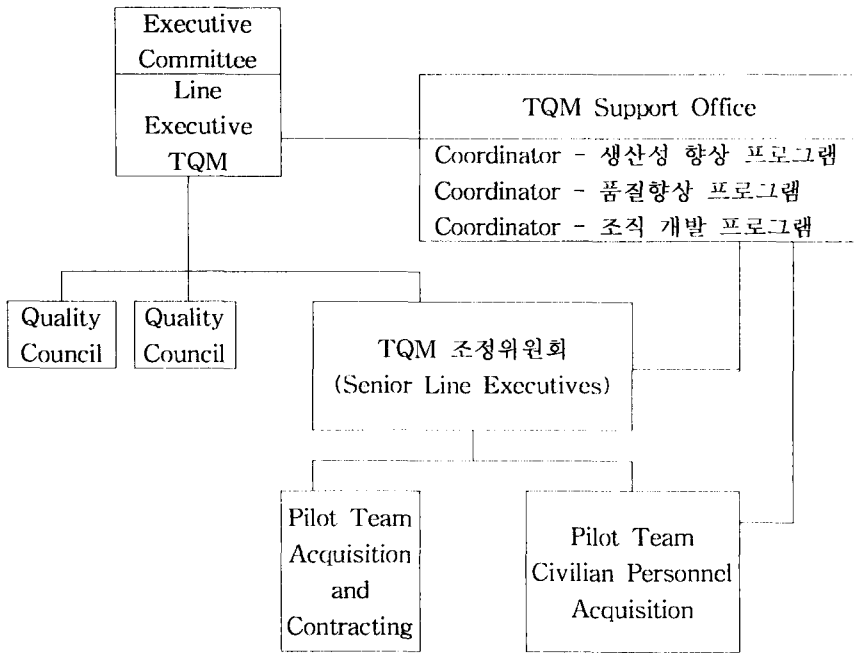 Executive
Committee
Line
Executive
TQM
TQM Support Office
Coordinator - 생산성 향상 프로그램
Coordinator - 품질향상 프로그램
Coordinator - 조직 개발 프로그램
Quality
Council
Quality
Council
TQM 조정위원회
(Senior Line Executives)
Pilot Team
Acquisition
and
Contracting
Pilot Team
Civilian Personnel
Acquisition